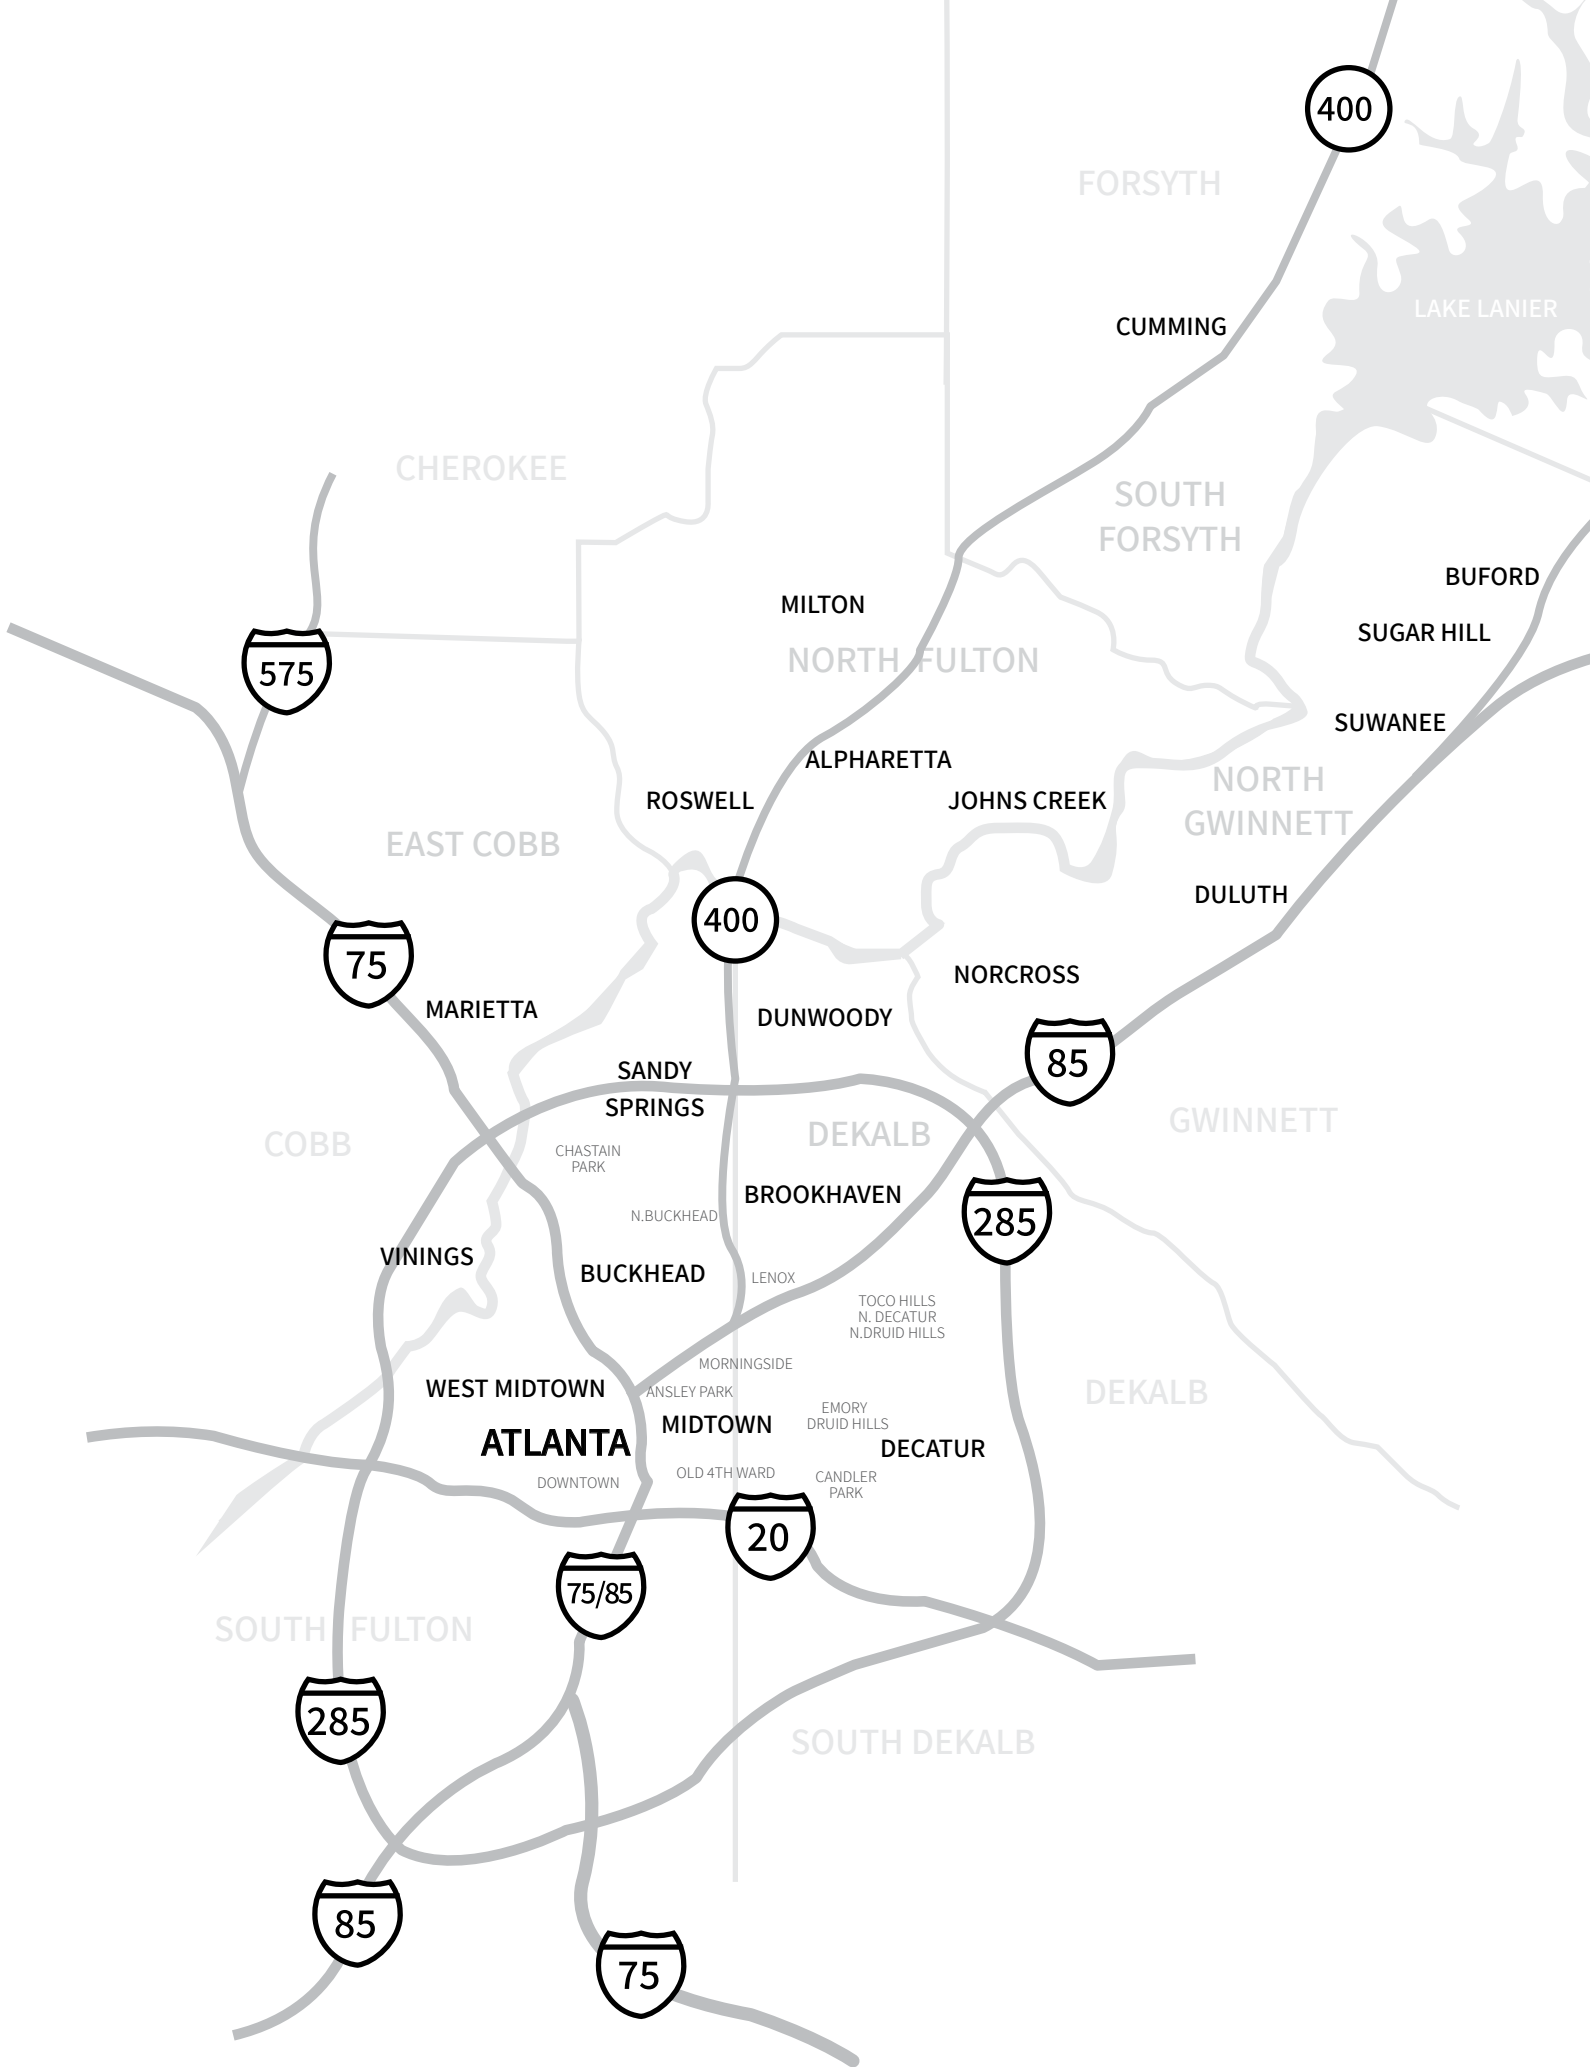 400
FORSYTH
LAKE LANIER
CUMMING
CHEROKEE
SOUTH
FORSYTH
BUFORD
MILTON
SUGAR HILL
NORTH FULTON
575
SUWANEE
ALPHARETTA
NORTH
GWINNETT
ROSWELL
JOHNS CREEK
EAST COBB
DULUTH
400
75
NORCROSS
MARIETTA
DUNWOODY
85
SANDY
SPRINGS
GWINNETT
DEKALB
COBB
CHASTAIN
PARK
BROOKHAVEN
N.BUCKHEAD
285
VININGS
BUCKHEAD
LENOX
TOCO HILLS
N. DECATUR
N.DRUID HILLS
MORNINGSIDE
WEST MIDTOWN
ANSLEY PARK
DEKALB
EMORY
DRUID HILLS
MIDTOWN
ATLANTA
DECATUR
OLD 4TH WARD
DOWNTOWN
CANDLER
PARK
20
75/85
SOUTH FULTON
285
SOUTH DEKALB
85
75